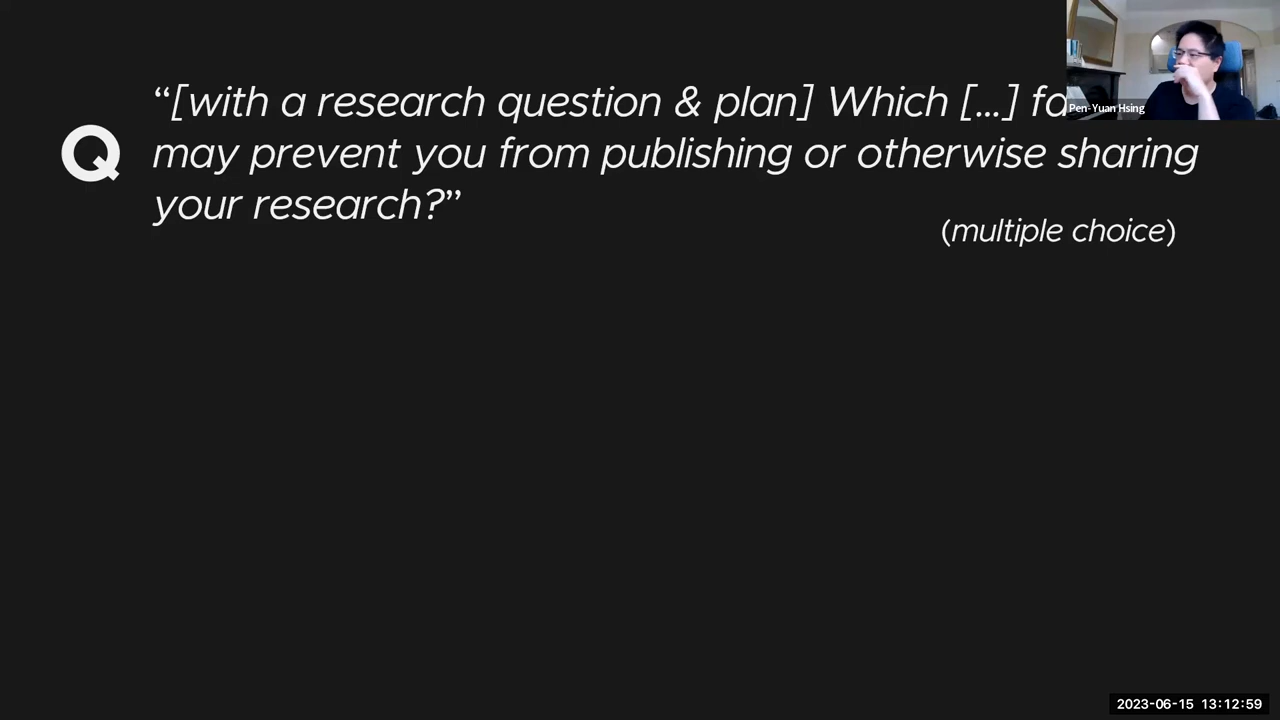 “[with a research question & plan] Which [...] fa
Pen-Yuan Hsing
Q
may prevent you from publishing or otherwise sharing
your research?”
(multiple choice)
2023-06-15 13:12:59